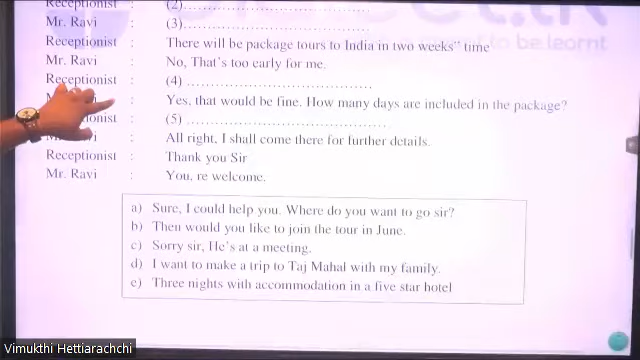 Receptionist : (2)....................................
Mr. Ravi : (3)....................................
Receptionist : There will be package tours to India in two weeks" time
Mr. Ravi : No, That's too early for me.
Receptionist : (4) ....................................
: Yes, that would be fine. How many days are included in the package?
: (5) ....................................
: All right, I shall come there for further details.
Receptionist : Thank you Sir
Mr. Ravi : You, re welcome.
a) Sure, I could help you. Where do you want to go sir?
b) Then would you like to join the tour in June.
c) Sorry sir, He's at a meeting.
d) I want to make a trip to Taj Mahal with my family.
e) Three nights with accommodation in a five star hotel
Vimukthi Hettiarachchi